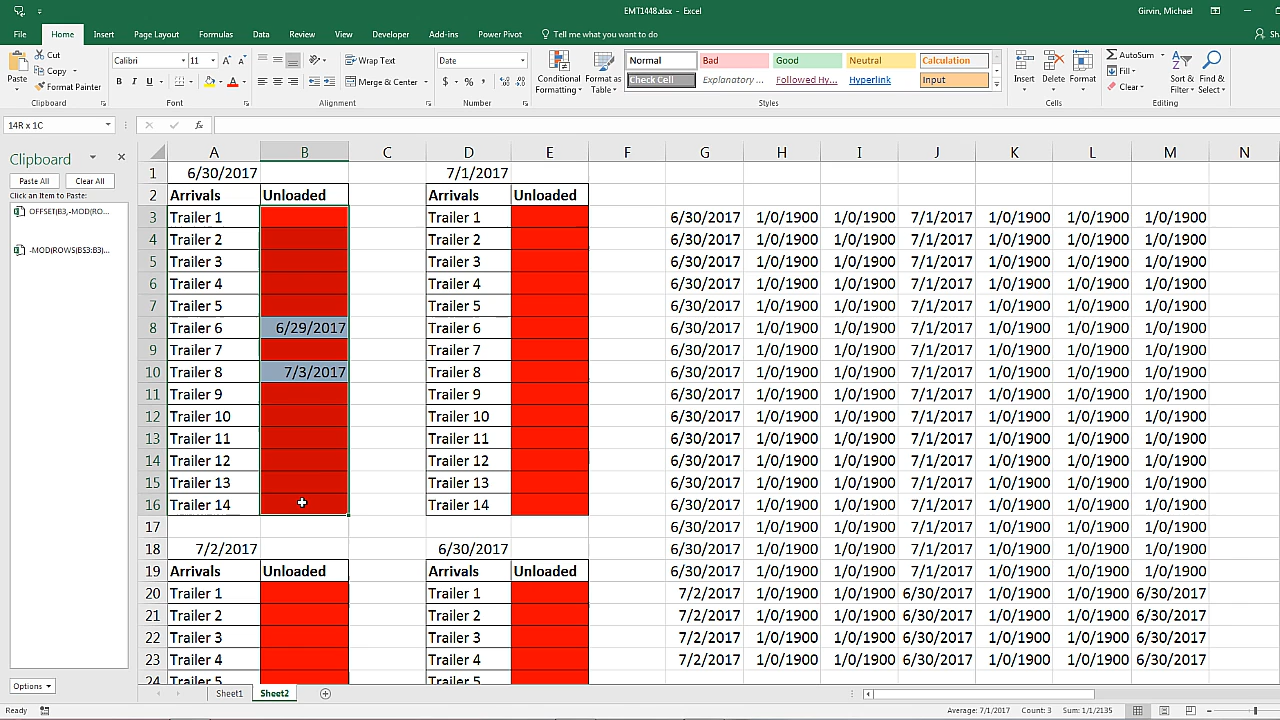 EMT1448.xlsx - Excel
Girvin, Michael
File Home Insert Page Layout Formulas Data Review View Developer Add-ins Power Pivot Tell me what you want to do
Paste
Cut
Copy
Format Painter
Clipboard
Calibri 11
B I U
Font
Wrap Text
Merge & Center
Alignment
Date
$ % ,
Number
Conditional Formatting
Format as Table
Normal Bad Good Neutral Calculation
Check Cell Explanatory ... Followed Hy... Hyperlink Input
Styles
Insert Delete Format
Cells
AutoSum
Fill
Clear
Sort & Filter
Find & Select
Editing
14R x 1C
fx
Clipboard
Paste All Clear All
Click an Item to Paste:
OFFSET(B3,-MOD(RO...
-MOD(ROWS(B$3:B3)...
Options
A B C D E F G H I J K L M N
1 6/30/2017 7/1/2017
2 Arrivals Unloaded Arrivals Unloaded
3 Trailer 1 Trailer 1 6/30/2017 1/0/1900 1/0/1900 7/1/2017 1/0/1900 1/0/1900 1/0/1900
4 Trailer 2 Trailer 2 6/30/2017 1/0/1900 1/0/1900 7/1/2017 1/0/1900 1/0/1900 1/0/1900
5 Trailer 3 Trailer 3 6/30/2017 1/0/1900 1/0/1900 7/1/2017 1/0/1900 1/0/1900 1/0/1900
6 Trailer 4 Trailer 4 6/30/2017 1/0/1900 1/0/1900 7/1/2017 1/0/1900 1/0/1900 1/0/1900
7 Trailer 5 Trailer 5 6/30/2017 1/0/1900 1/0/1900 7/1/2017 1/0/1900 1/0/1900 1/0/1900
8 Trailer 6 6/29/2017 Trailer 6 6/30/2017 1/0/1900 1/0/1900 7/1/2017 1/0/1900 1/0/1900 1/0/1900
9 Trailer 7 Trailer 7 6/30/2017 1/0/1900 1/0/1900 7/1/2017 1/0/1900 1/0/1900 1/0/1900
10 Trailer 8 7/3/2017 Trailer 8 6/30/2017 1/0/1900 1/0/1900 7/1/2017 1/0/1900 1/0/1900 1/0/1900
11 Trailer 9 Trailer 9 6/30/2017 1/0/1900 1/0/1900 7/1/2017 1/0/1900 1/0/1900 1/0/1900
12 Trailer 10 Trailer 10 6/30/2017 1/0/1900 1/0/1900 7/1/2017 1/0/1900 1/0/1900 1/0/1900
13 Trailer 11 Trailer 11 6/30/2017 1/0/1900 1/0/1900 7/1/2017 1/0/1900 1/0/1900 1/0/1900
14 Trailer 12 Trailer 12 6/30/2017 1/0/1900 1/0/1900 7/1/2017 1/0/1900 1/0/1900 1/0/1900
15 Trailer 13 Trailer 13 6/30/2017 1/0/1900 1/0/1900 7/1/2017 1/0/1900 1/0/1900 1/0/1900
16 Trailer 14 Trailer 14 6/30/2017 1/0/1900 1/0/1900 7/1/2017 1/0/1900 1/0/1900 1/0/1900
17 6/30/2017 1/0/1900 1/0/1900 7/1/2017 1/0/1900 1/0/1900 1/0/1900
18 7/2/2017 6/30/2017 6/30/2017 1/0/1900 1/0/1900 7/1/2017 1/0/1900 1/0/1900 1/0/1900
19 Arrivals Unloaded Arrivals Unloaded 6/30/2017 1/0/1900 1/0/1900 7/1/2017 1/0/1900 1/0/1900 1/0/1900
20 Trailer 1 Trailer 1 7/2/2017 1/0/1900 1/0/1900 6/30/2017 1/0/1900 1/0/1900 6/30/2017
21 Trailer 2 Trailer 2 7/2/2017 1/0/1900 1/0/1900 6/30/2017 1/0/1900 1/0/1900 6/30/2017
22 Trailer 3 Trailer 3 7/2/2017 1/0/1900 1/0/1900 6/30/2017 1/0/1900 1/0/1900 6/30/2017
23 Trailer 4 Trailer 4 7/2/2017 1/0/1900 1/0/1900 6/30/2017 1/0/1900 1/0/1900 6/30/2017
24 Trailer 5 Trailer 5
Sheet1 Sheet2
Ready
Average: 7/1/2017 Count: 3 Sum: 1/1/2135